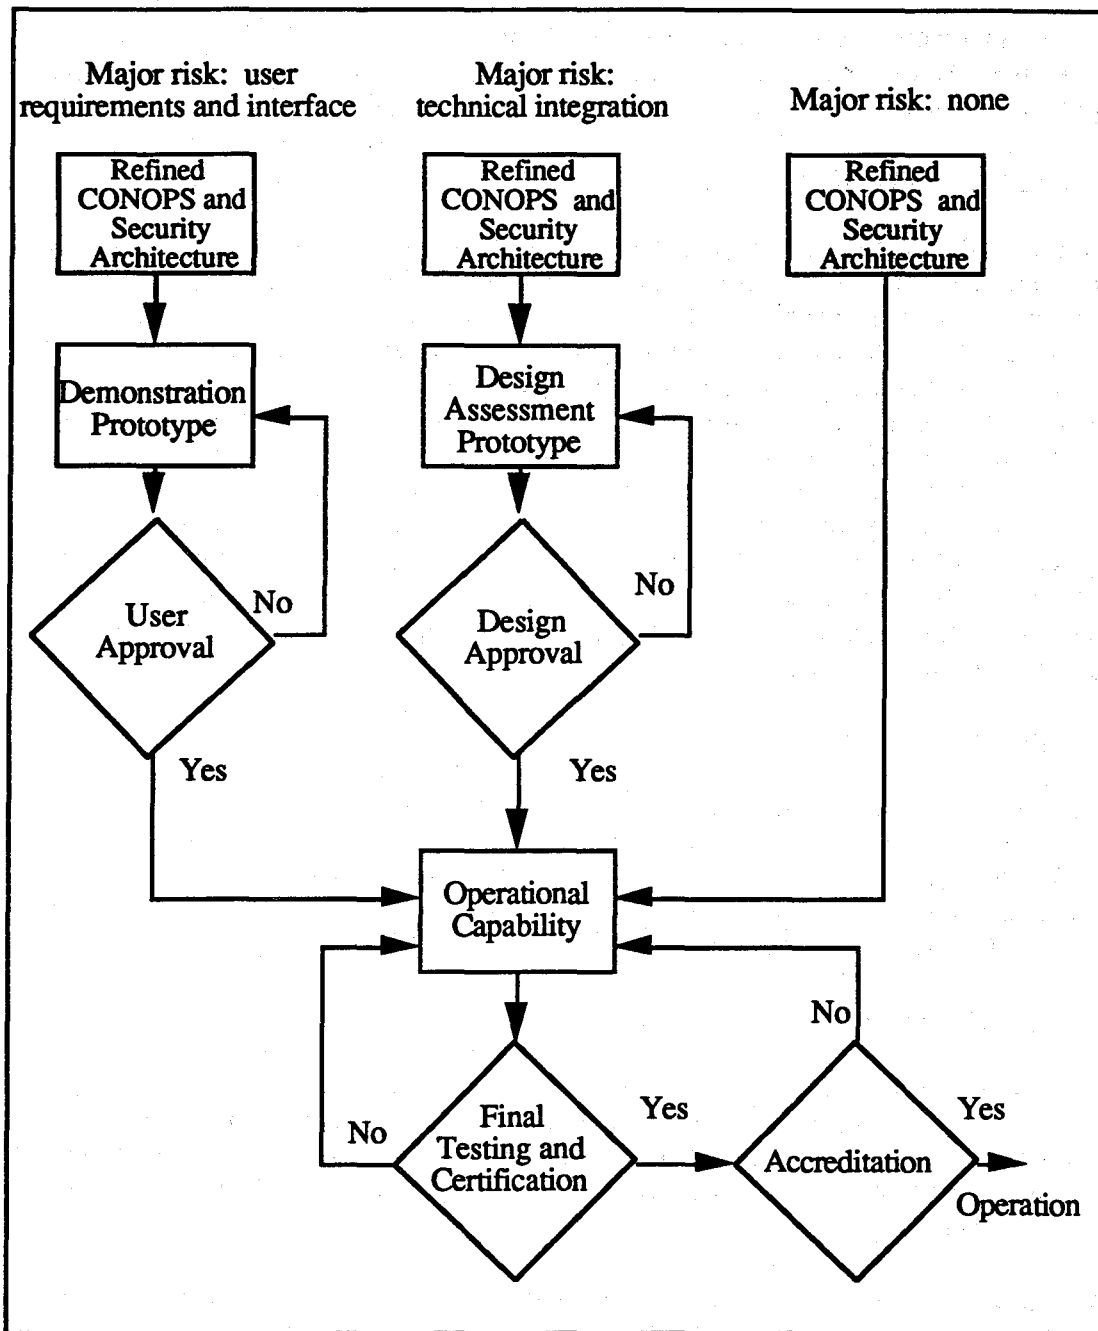 Major risk: user
requirements and interface
Major risk:
technical integration
Major risk: none
Refined
CONOPS and
Security
Architecture
Refined
CONOPS and
Security
Architecture
Refined
CONOPS and
Security
Architecture
Demonstration
Prototype
Design
Assessment
Prototype
User
Approval
No
Design
Approval
No
Yes
Yes
Operational
Capability
No
Final
Testing and
Certification
No
Yes
Accreditation
Yes
Operation